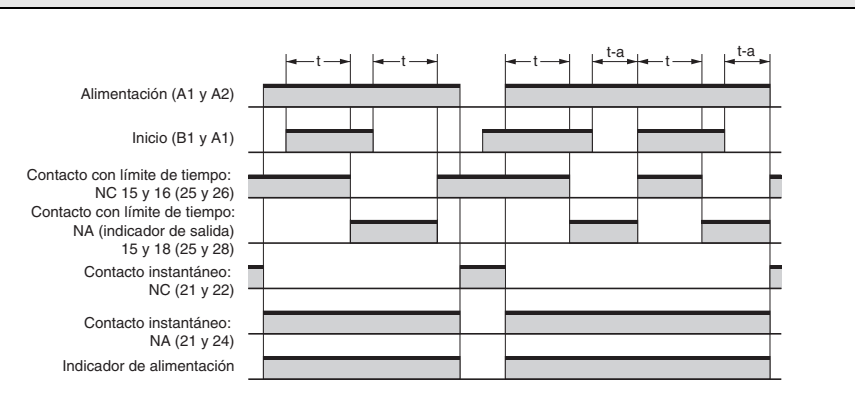 t t t t-a t t-a
Alimentación (A1 y A2)
Inicio (B1 y A1)
Contacto con límite de tiempo:
NC 15 y 16 (25 y 26)
Contacto con límite de tiempo:
NA (indicador de salida)
15 y 18 (25 y 28)
Contacto instantáneo:
NC (21 y 22)
Contacto instantáneo:
NA (21 y 24)
Indicador de alimentación